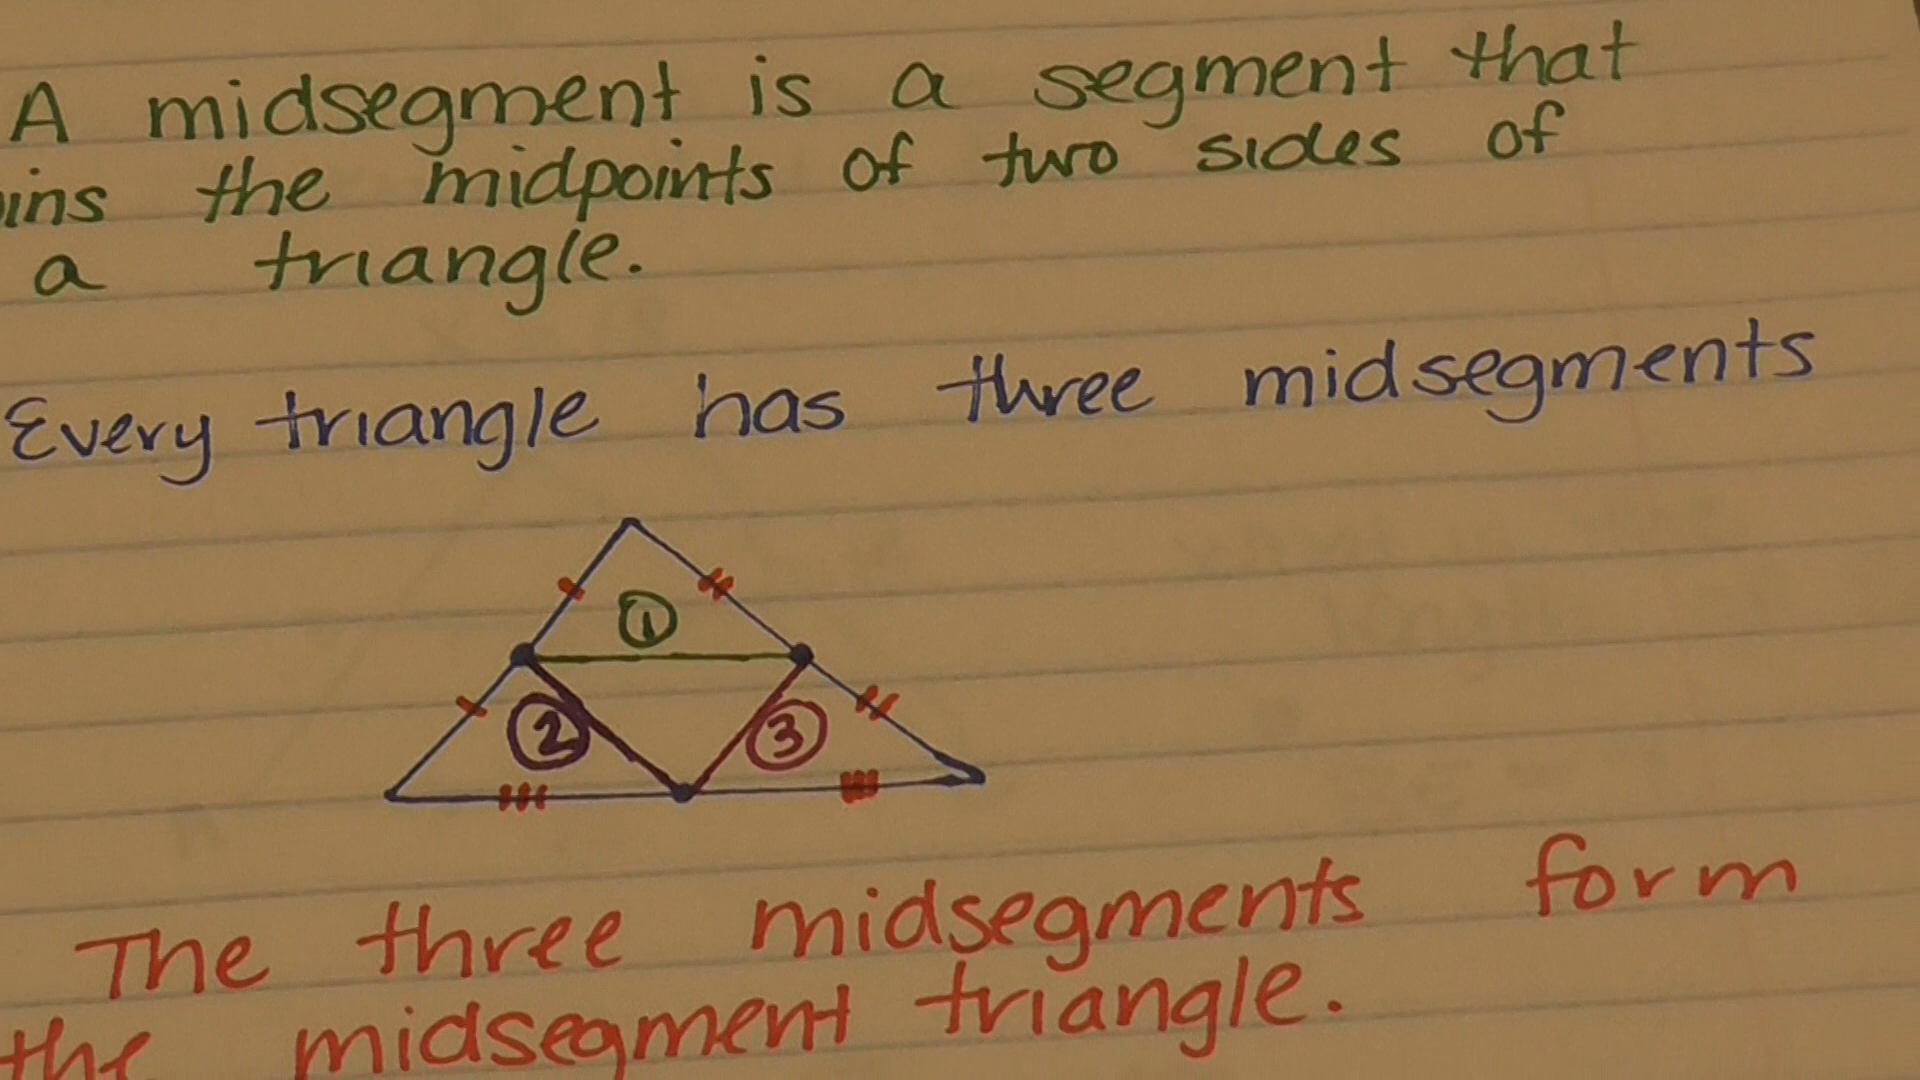 A midsegment is a segment that
ins the midpoints of two sides of
a triangle.
Every triangle has three midsegments
1
2 3
The three midsegments form
the midsegment triangle.